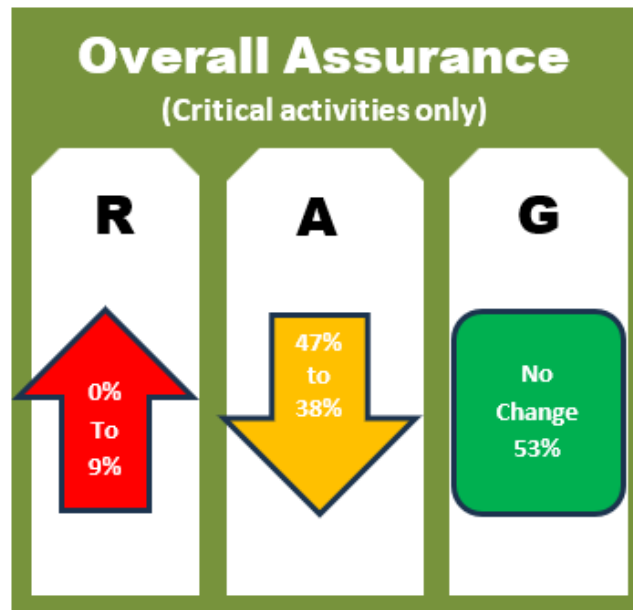 Overall Assurance
(Critical activities only)
R
A
G
0%
To
9%
47%
to
38%
No
Change
53%